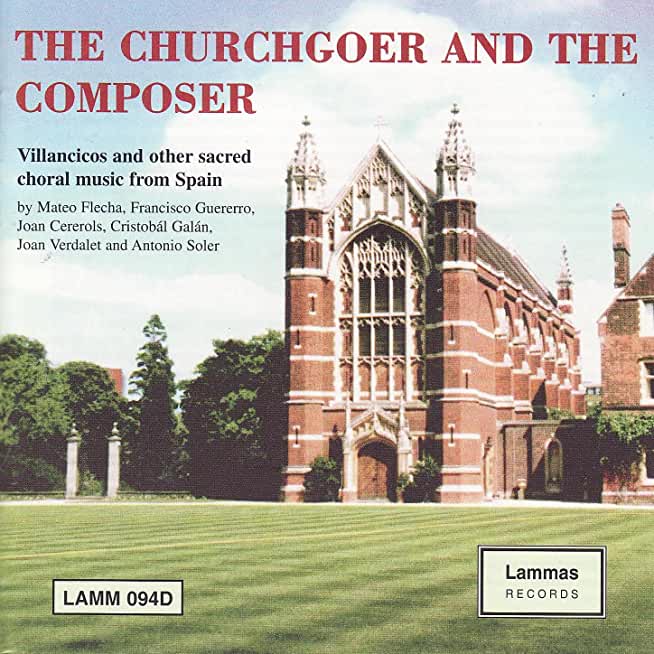 THE CHURCHGOER AND THE
COMPOSER
Villancicos and other sacred
choral music from Spain
by Mateo Flecha, Francisco Guererro,
Joan Cererols, Cristobál Galán,
Joan Verdalet and Antonio Soler
LAMM 094D
Lammas
RECORDS